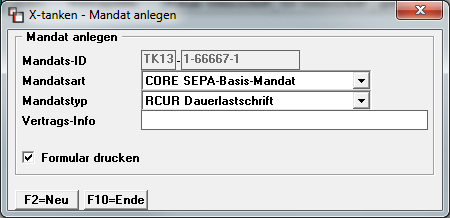 X-tanken - Mandat anlegen
Mandat anlegen
Mandats-ID TK13-1-66667-1
Mandatsart CORE SEPA-Basis-Mandat
Mandatstyp RCUR Dauerlastschrift
Vertrags-Info
Formular drucken
F2=Neu F10=Ende